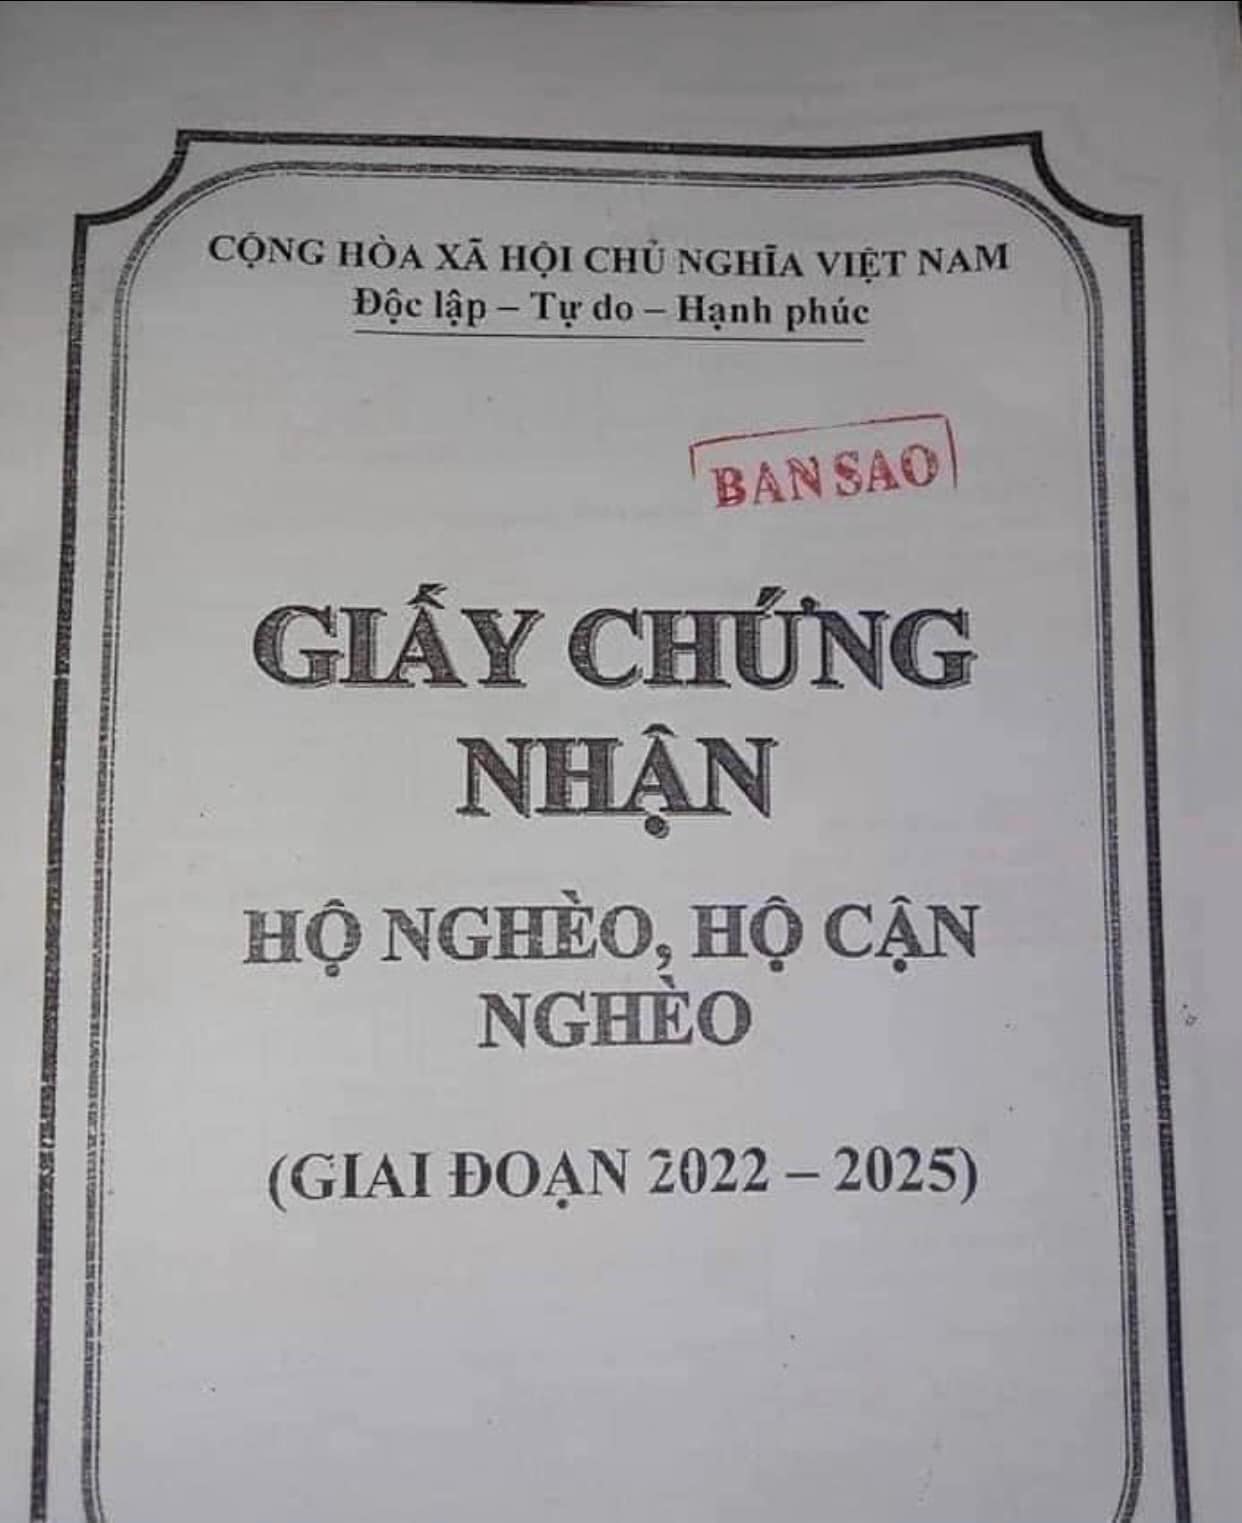 CỘNG HÒA XÃ HỘI CHỦ NGHĨA VIỆT NAM
Độc lập – Tự do – Hạnh phúc
BAN SAO
GIẤY CHỨNG
NHẬN
HỘ NGHÈO, HỘ CẬN
NGHÈO
(GIAI ĐOẠN 2022 – 2025)